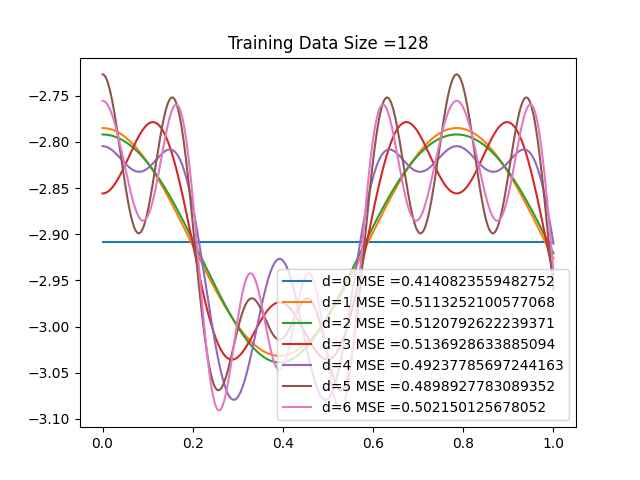 Training Data Size =128
−2.75
−2.80
−2.85
−2.90
−2.95
−3.00
−3.05
−3.10
d=0 MSE =0.4140823559482752
d=1 MSE =0.5113252100577068
d=2 MSE =0.5120792622239371
d=3 MSE =0.5136928633885094
d=4 MSE =0.49237785697244163
d=5 MSE =0.4898927783089352
d=6 MSE =0.502150125678052
0.0 0.2 0.4 0.6 0.8 1.0